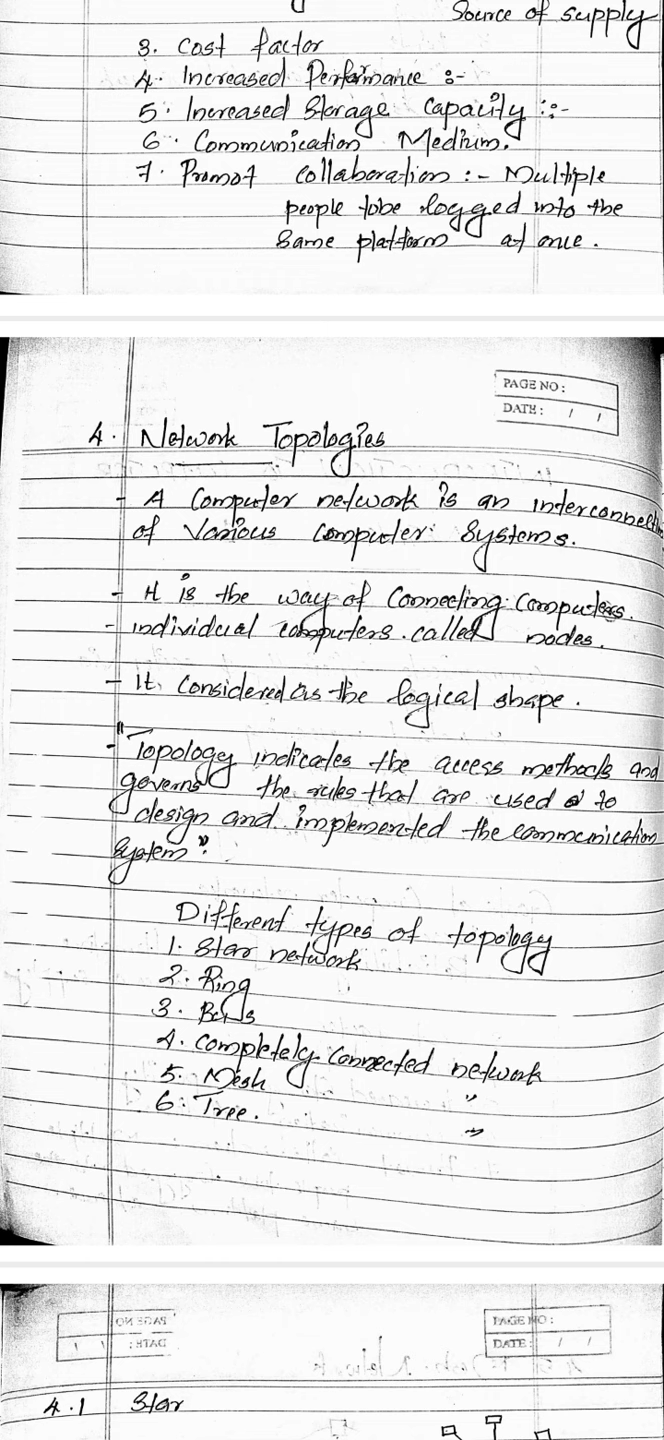 Source of supply
3. Cost factor
4. Increased Performance :-
5. Increased Storage Capacity ::-
6. Communication Medium.
7. Promot collaboration :- Multiple
people tobe logged into the
Same platform at once.
PAGE NO:
DATE: / /
4. Network Topologies
- A Computer network is an interconnecti
of Various Computer Systems.
- It is the way of Connecting Computers.
- individual computers called nodes.
- It Considered as the logical shape.
- "Topology indicates the access methods and
governs the rules that are used to
design and implemented the communication
System".
Different types of topology
1. Star network
2. Ring
3. Bus
4. Completely Connected network
5. Mesh "
6. Tree. "
PAGE NO
DATE: / /
PAGE NO:
DATE: / /
4.1 Star